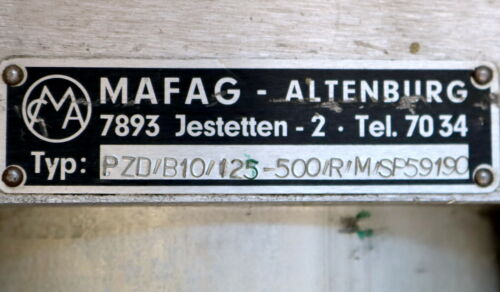 MAFAG - ALTENBURG
7893 Jestetten - 2 · Tel. 70 34
Typ: PZD/B10/125-500/R/M/SP59190